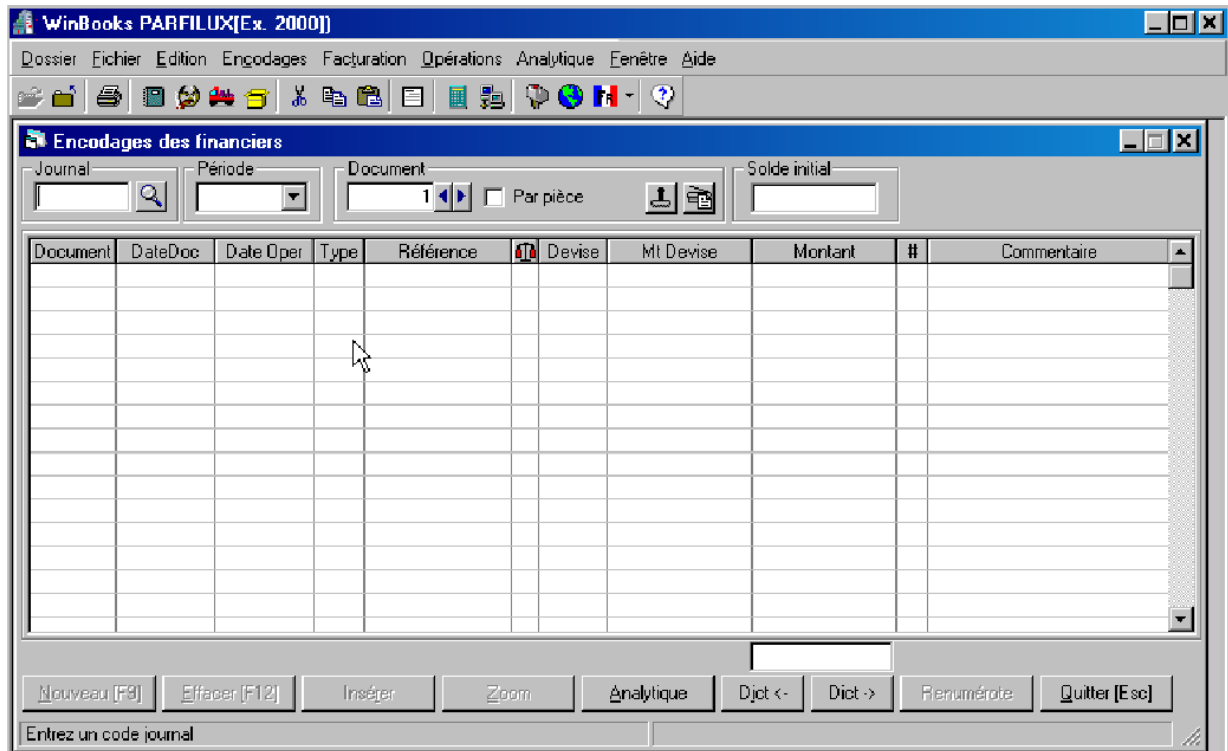 WinBooks PARFILUX[Ex. 2000])
Dossier Fichier Edition Encodages Facturation Opérations Analytique Fenêtre Aide
FR
Encodages des financiers
Journal Période Document Solde initial
1 Par pièce
Document DateDoc Date Oper Type Référence Devise Mt Devise Montant # Commentaire
Nouveau [F9] Effacer [F12] Insérer Zoom Analytique Dict <- Dict -> Renumérote Quitter [Esc]
Entrez un code journal